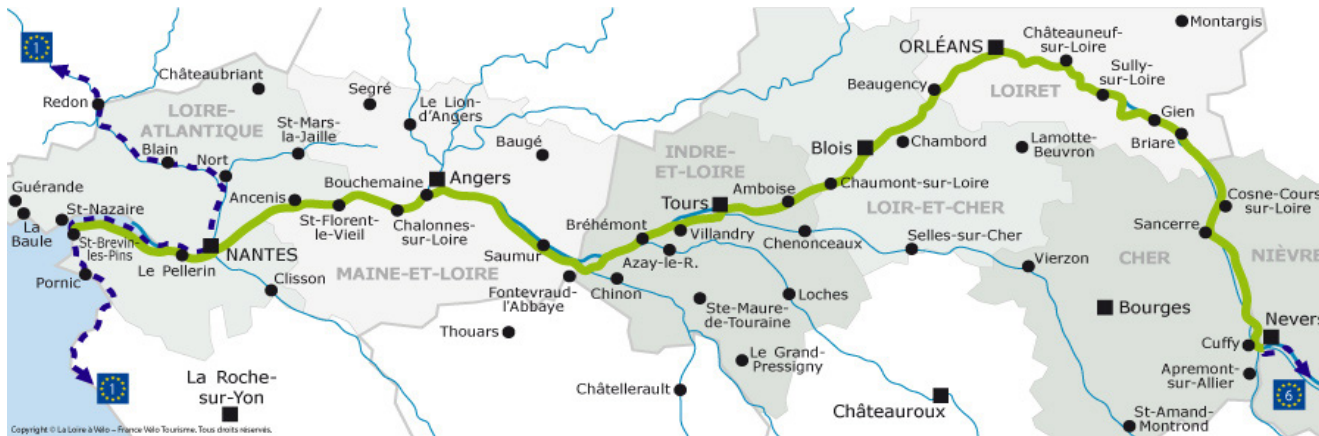 1
Redon
Châteaubriant
LOIRE-
ATLANTIQUE
Segré
Le Lion-
d'Angers
St-Mars-
la-Jaille
Blain
Nort
Baugé
Guérande
La
Baule
St-Nazaire
St-Brevin-
les-Pins
Pornic
Le Pellerin
NANTES
Clisson
Ancenis
St-Florent-
le-Vieil
Bouchemaine
Angers
Chalonnes-
sur-Loire
MAINE-ET-LOIRE
Saumur
Fontevraud-
l'Abbaye
Thouars
La Roche-
sur-Yon
1
INDRE-
ET-LOIRE
Bréhémont
Tours
Villandry
Azay-le-R.
Chinon
Amboise
Chenonceaux
Loches
Ste-Maure-
de-Touraine
Le Grand-
Pressigny
Châtellerault
Châteauroux
Chaumont-sur-Loire
LOIR-ET-CHER
Selles-sur-Cher
Blois
Chambord
Beaugency
ORLÉANS
LOIRET
Châteauneuf-
sur-Loire
Montargis
Sully-
sur-Loire
Gien
Briare
Lamotte-
Beuvron
Cosne-Cours-
sur-Loire
Sancerre
Vierzon
CHER
NIÈVRE
Bourges
Nevers
Cuffy
Apremont-
sur-Allier
6
St-Amand-
Montrond
Copyright © La Loire à Vélo – France Vélo Tourisme. Tous droits réservés.